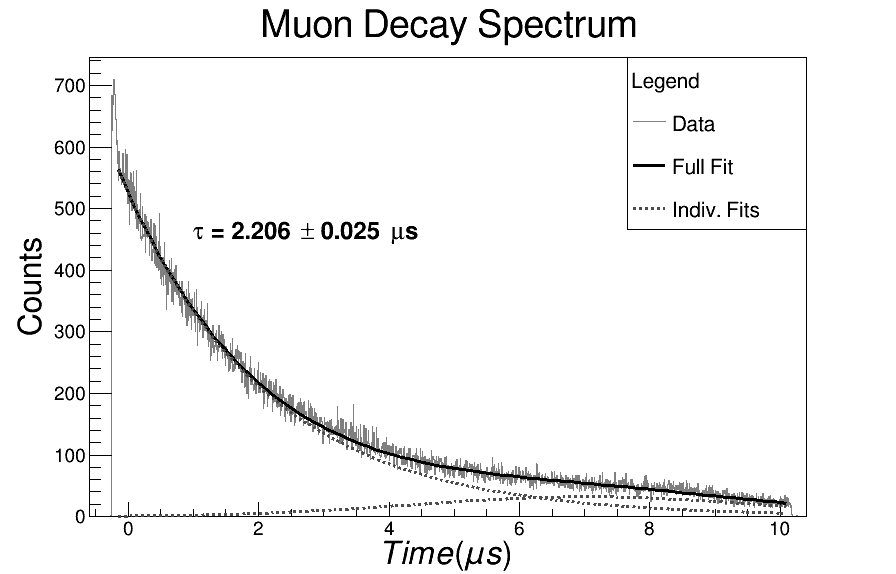 Muon Decay Spectrum
Legend
Data
Full Fit
Indiv. Fits
τ = 2.206 ± 0.025 μs
Counts
700
600
500
400
300
200
100
0
0 2 4 6 8 10
Time(μs)